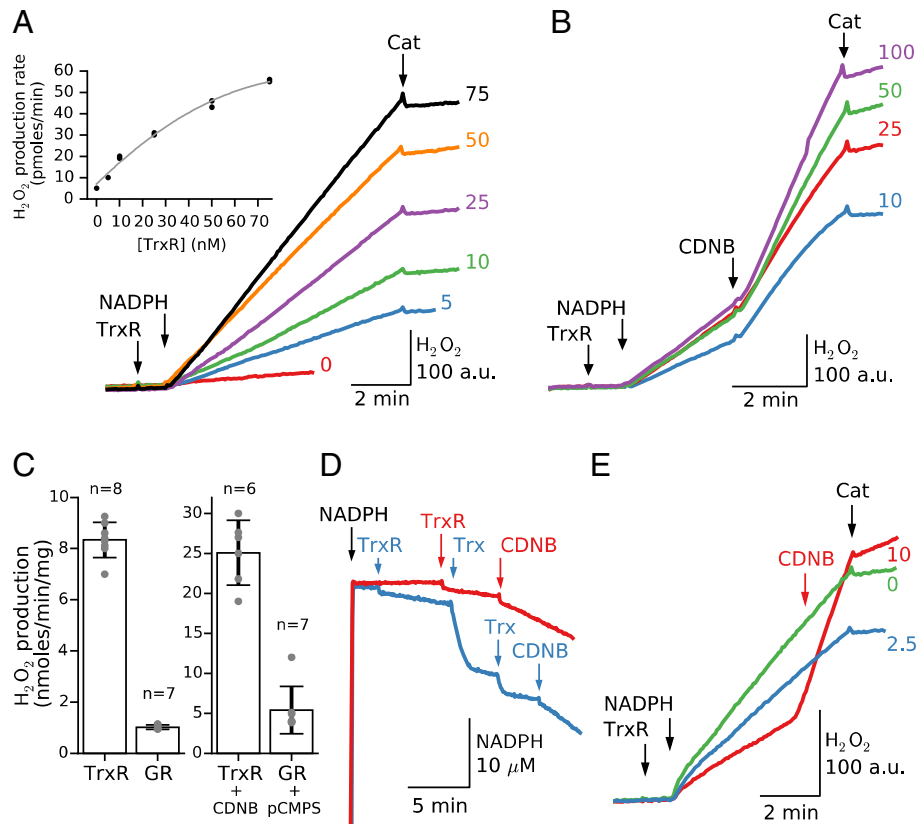 A
H2O2 production rate
(pmoles/min)
60
50
40
30
20
10
0
0 10 20 30 40 50 60 70
[TrxR] (nM)
Cat
75
50
25
10
5
0
NADPH
TrxR
H2O2
100 a.u.
2 min
B
Cat
100
50
25
10
CDNB
NADPH
TrxR
H2O2
100 a.u.
2 min
C
H2O2 production
(nmoles/min/mg)
n=8
n=7
10
8
6
4
2
0
TrxR
GR
n=6
n=7
30
25
20
15
10
5
0
TrxR
+
CDNB
GR
+
pCMPS
D
NADPH
TrxR
TrxR
Trx
CDNB
Trx
CDNB
NADPH
10 μM
5 min
E
Cat
10
0
2.5
CDNB
NADPH
TrxR
H2O2
100 a.u.
2 min